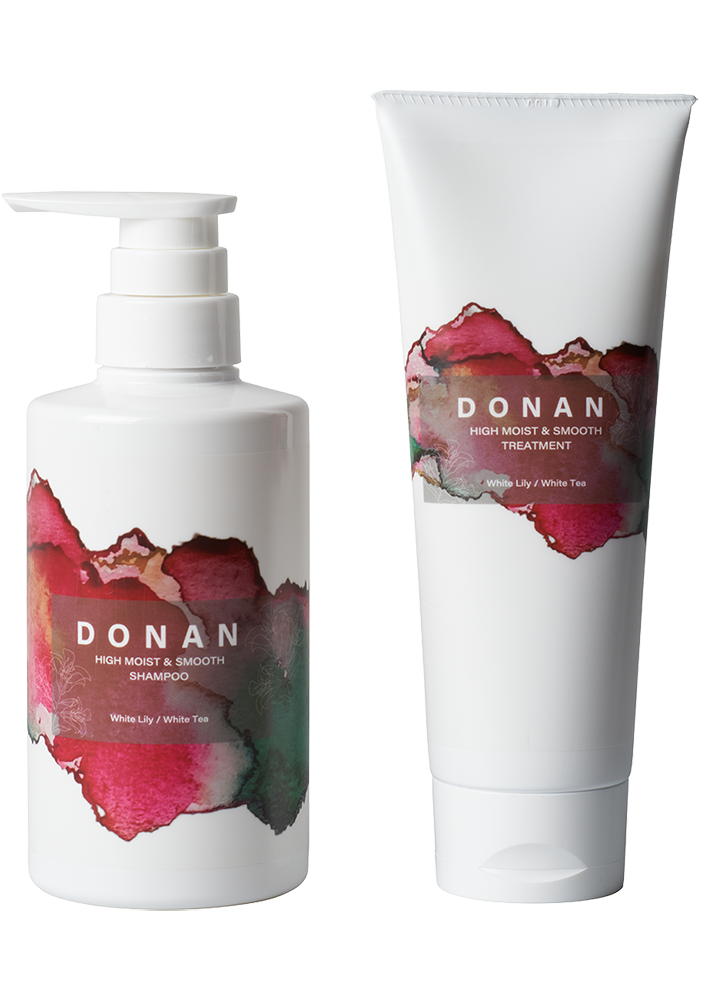 DONAN
HIGH MOIST & SMOOTH
SHAMPOO
White Lily / White Tea
DONAN
HIGH MOIST & SMOOTH
TREATMENT
White Lily / White Tea